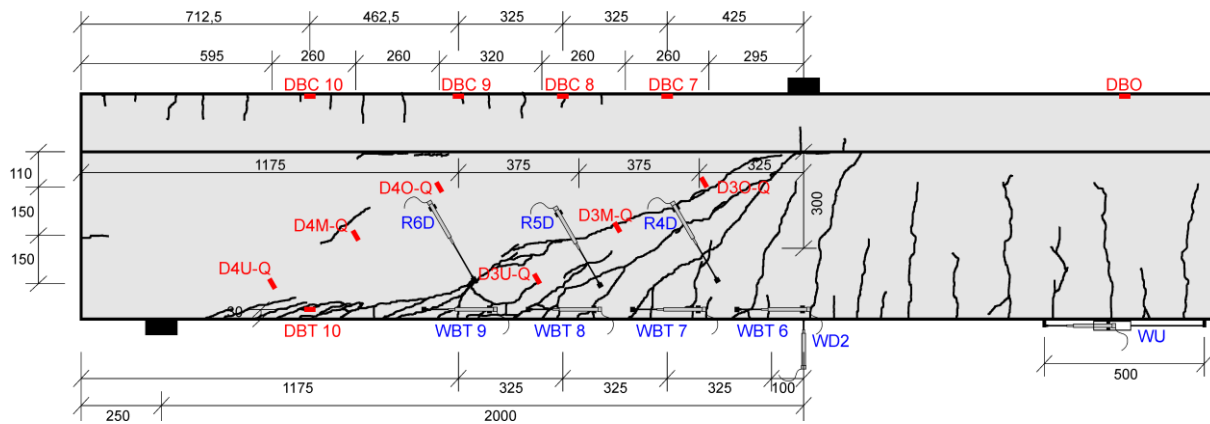 712,5 462,5 325 325 425
595 260 260 320 260 260 295
DBC 10 DBC 9 DBC 8 DBC 7 DBO
1175 375 375 325
110
150
150
300
D4O-Q D3O-Q
R6D R5D D3M-Q R4D
D4M-Q
D4U-Q D3U-Q
30
DBT 10 WBT 9 WBT 8 WBT 7 WBT 6 WD2 WU
1175 325 325 325 100 500
250 2000